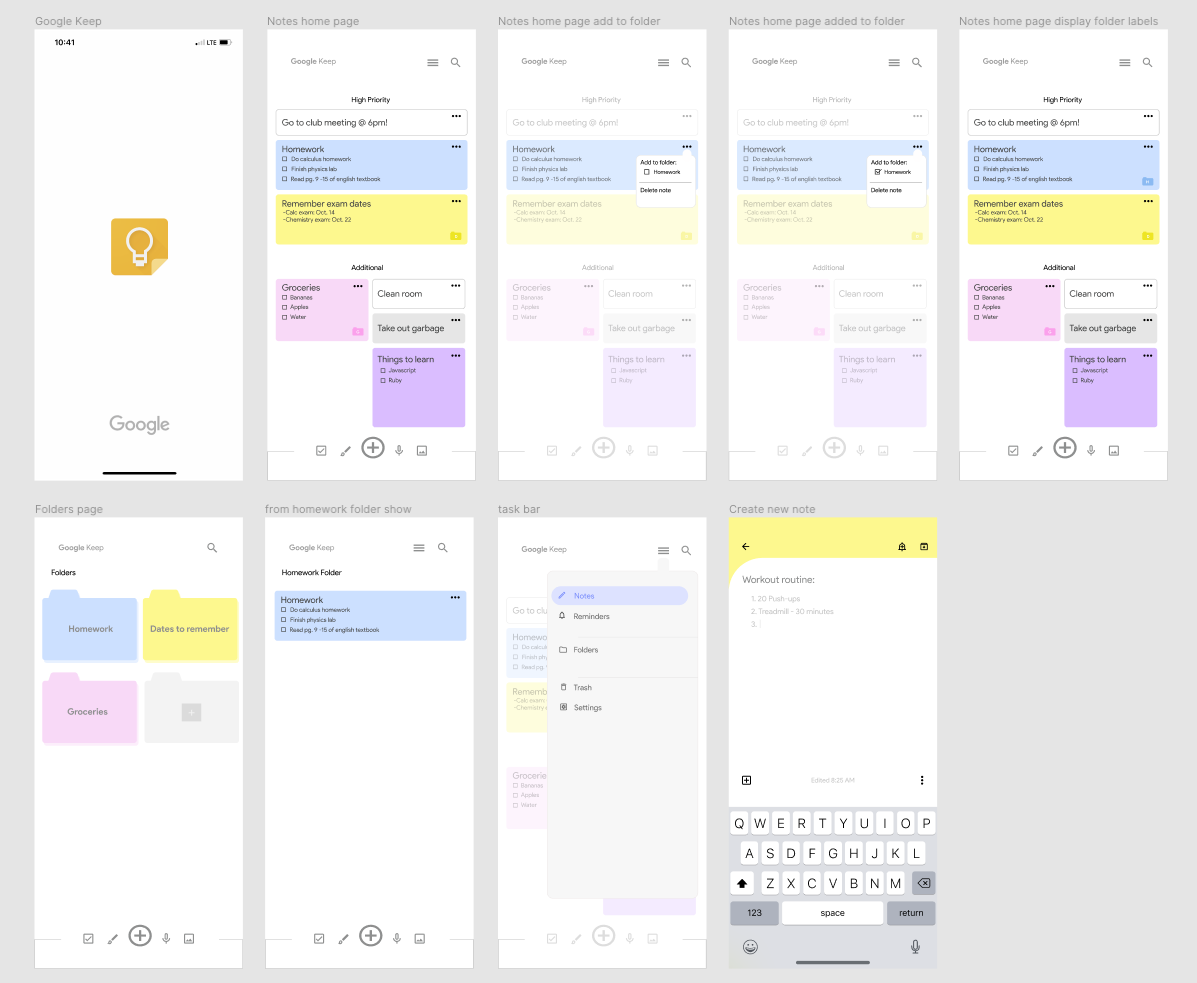 Google Keep
10:41
LTE
Google
Notes home page
Google Keep
High Priority
Go to club meeting @ 6pm!
Homework
Do calculus homework
Finish physics lab
Read pg. 9 -15 of english textbook
Remember exam dates
-Calc exam: Oct. 14
-Chemistry exam: Oct. 22
Additional
Groceries
Bananas
Apples
Water
Clean room
Take out garbage
Things to learn
Javascript
Ruby
Notes home page add to folder
Google Keep
High Priority
Go to club meeting @ 6pm!
Homework
Do calculus homework
Finish physics lab
Read pg. 9 -15 of english textbook
Add to folder:
Homework
Delete note
Remember exam dates
-Calc exam: Oct. 14
-Chemistry exam: Oct. 22
Additional
Groceries
Bananas
Apples
Water
Clean room
Take out garbage
Things to learn
Javascript
Ruby
Notes home page added to folder
Google Keep
High Priority
Go to club meeting @ 6pm!
Homework
Do calculus homework
Finish physics lab
Read pg. 9 -15 of english textbook
Add to folder:
Homework
Delete note
Remember exam dates
-Calc exam: Oct. 14
-Chemistry exam: Oct. 22
Additional
Groceries
Bananas
Apples
Water
Clean room
Take out garbage
Things to learn
Javascript
Ruby
Notes home page display folder labels
Google Keep
High Priority
Go to club meeting @ 6pm!
Homework
Do calculus homework
Finish physics lab
Read pg. 9 -15 of english textbook
Remember exam dates
-Calc exam: Oct. 14
-Chemistry exam: Oct. 22
Additional
Groceries
Bananas
Apples
Water
Clean room
Take out garbage
Things to learn
Javascript
Ruby
Folders page
Google Keep
Folders
Homework
Dates to remember
Groceries
from homework folder show
Google Keep
Homework Folder
Homework
Do calculus homework
Finish physics lab
Read pg. 9 -15 of english textbook
task bar
Google Keep
Go to clu
Homewo
Do calcul
Finish phy
Read pg.
Rememb
-Calc exam:
-Chemistry e
Grocerie
Bananas
Apples
Water
Notes
Reminders
Folders
Trash
Settings
Create new note
Workout routine:
1. 20 Push-ups
2. Treadmill - 30 minutes
3.
Edited 8:25 AM
Q W E R T Y U I O P
A S D F G H J K L
Z X C V B N M
123 space return